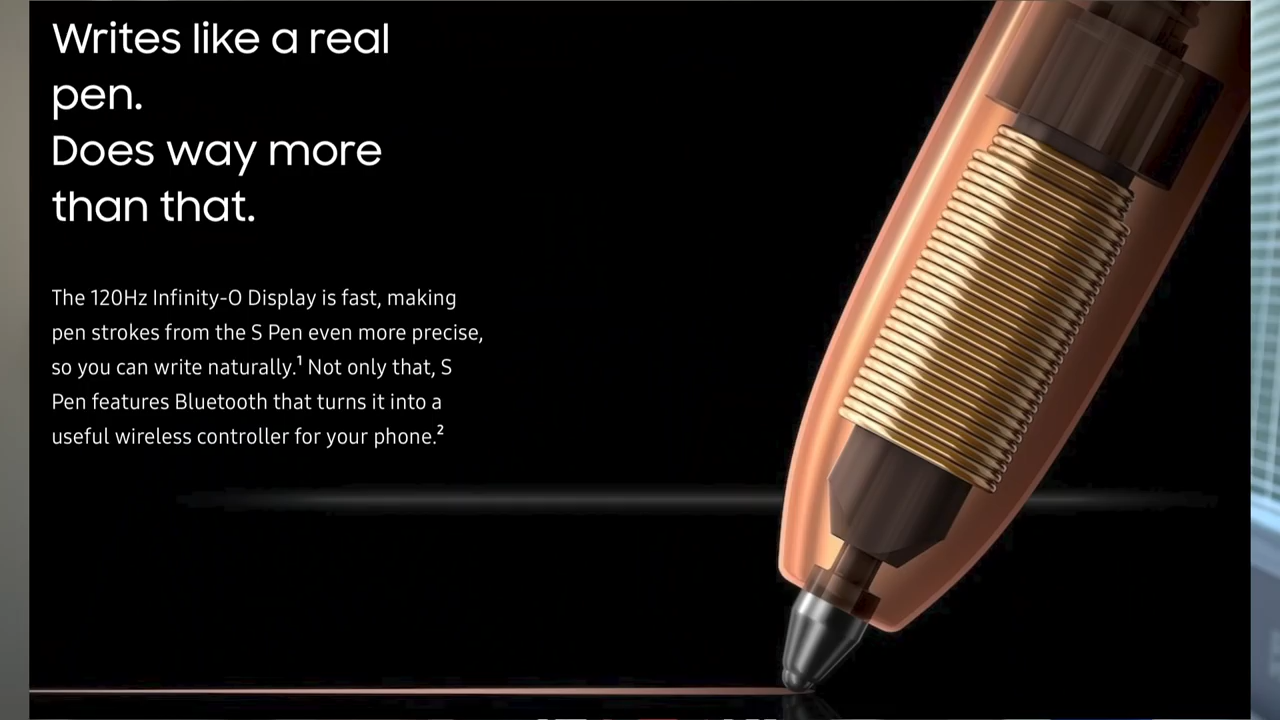 Writes like a real
pen.
Does way more
than that.
The 120Hz Infinity-O Display is fast, making
pen strokes from the S Pen even more precise,
so you can write naturally.¹ Not only that, S
Pen features Bluetooth that turns it into a
useful wireless controller for your phone.²